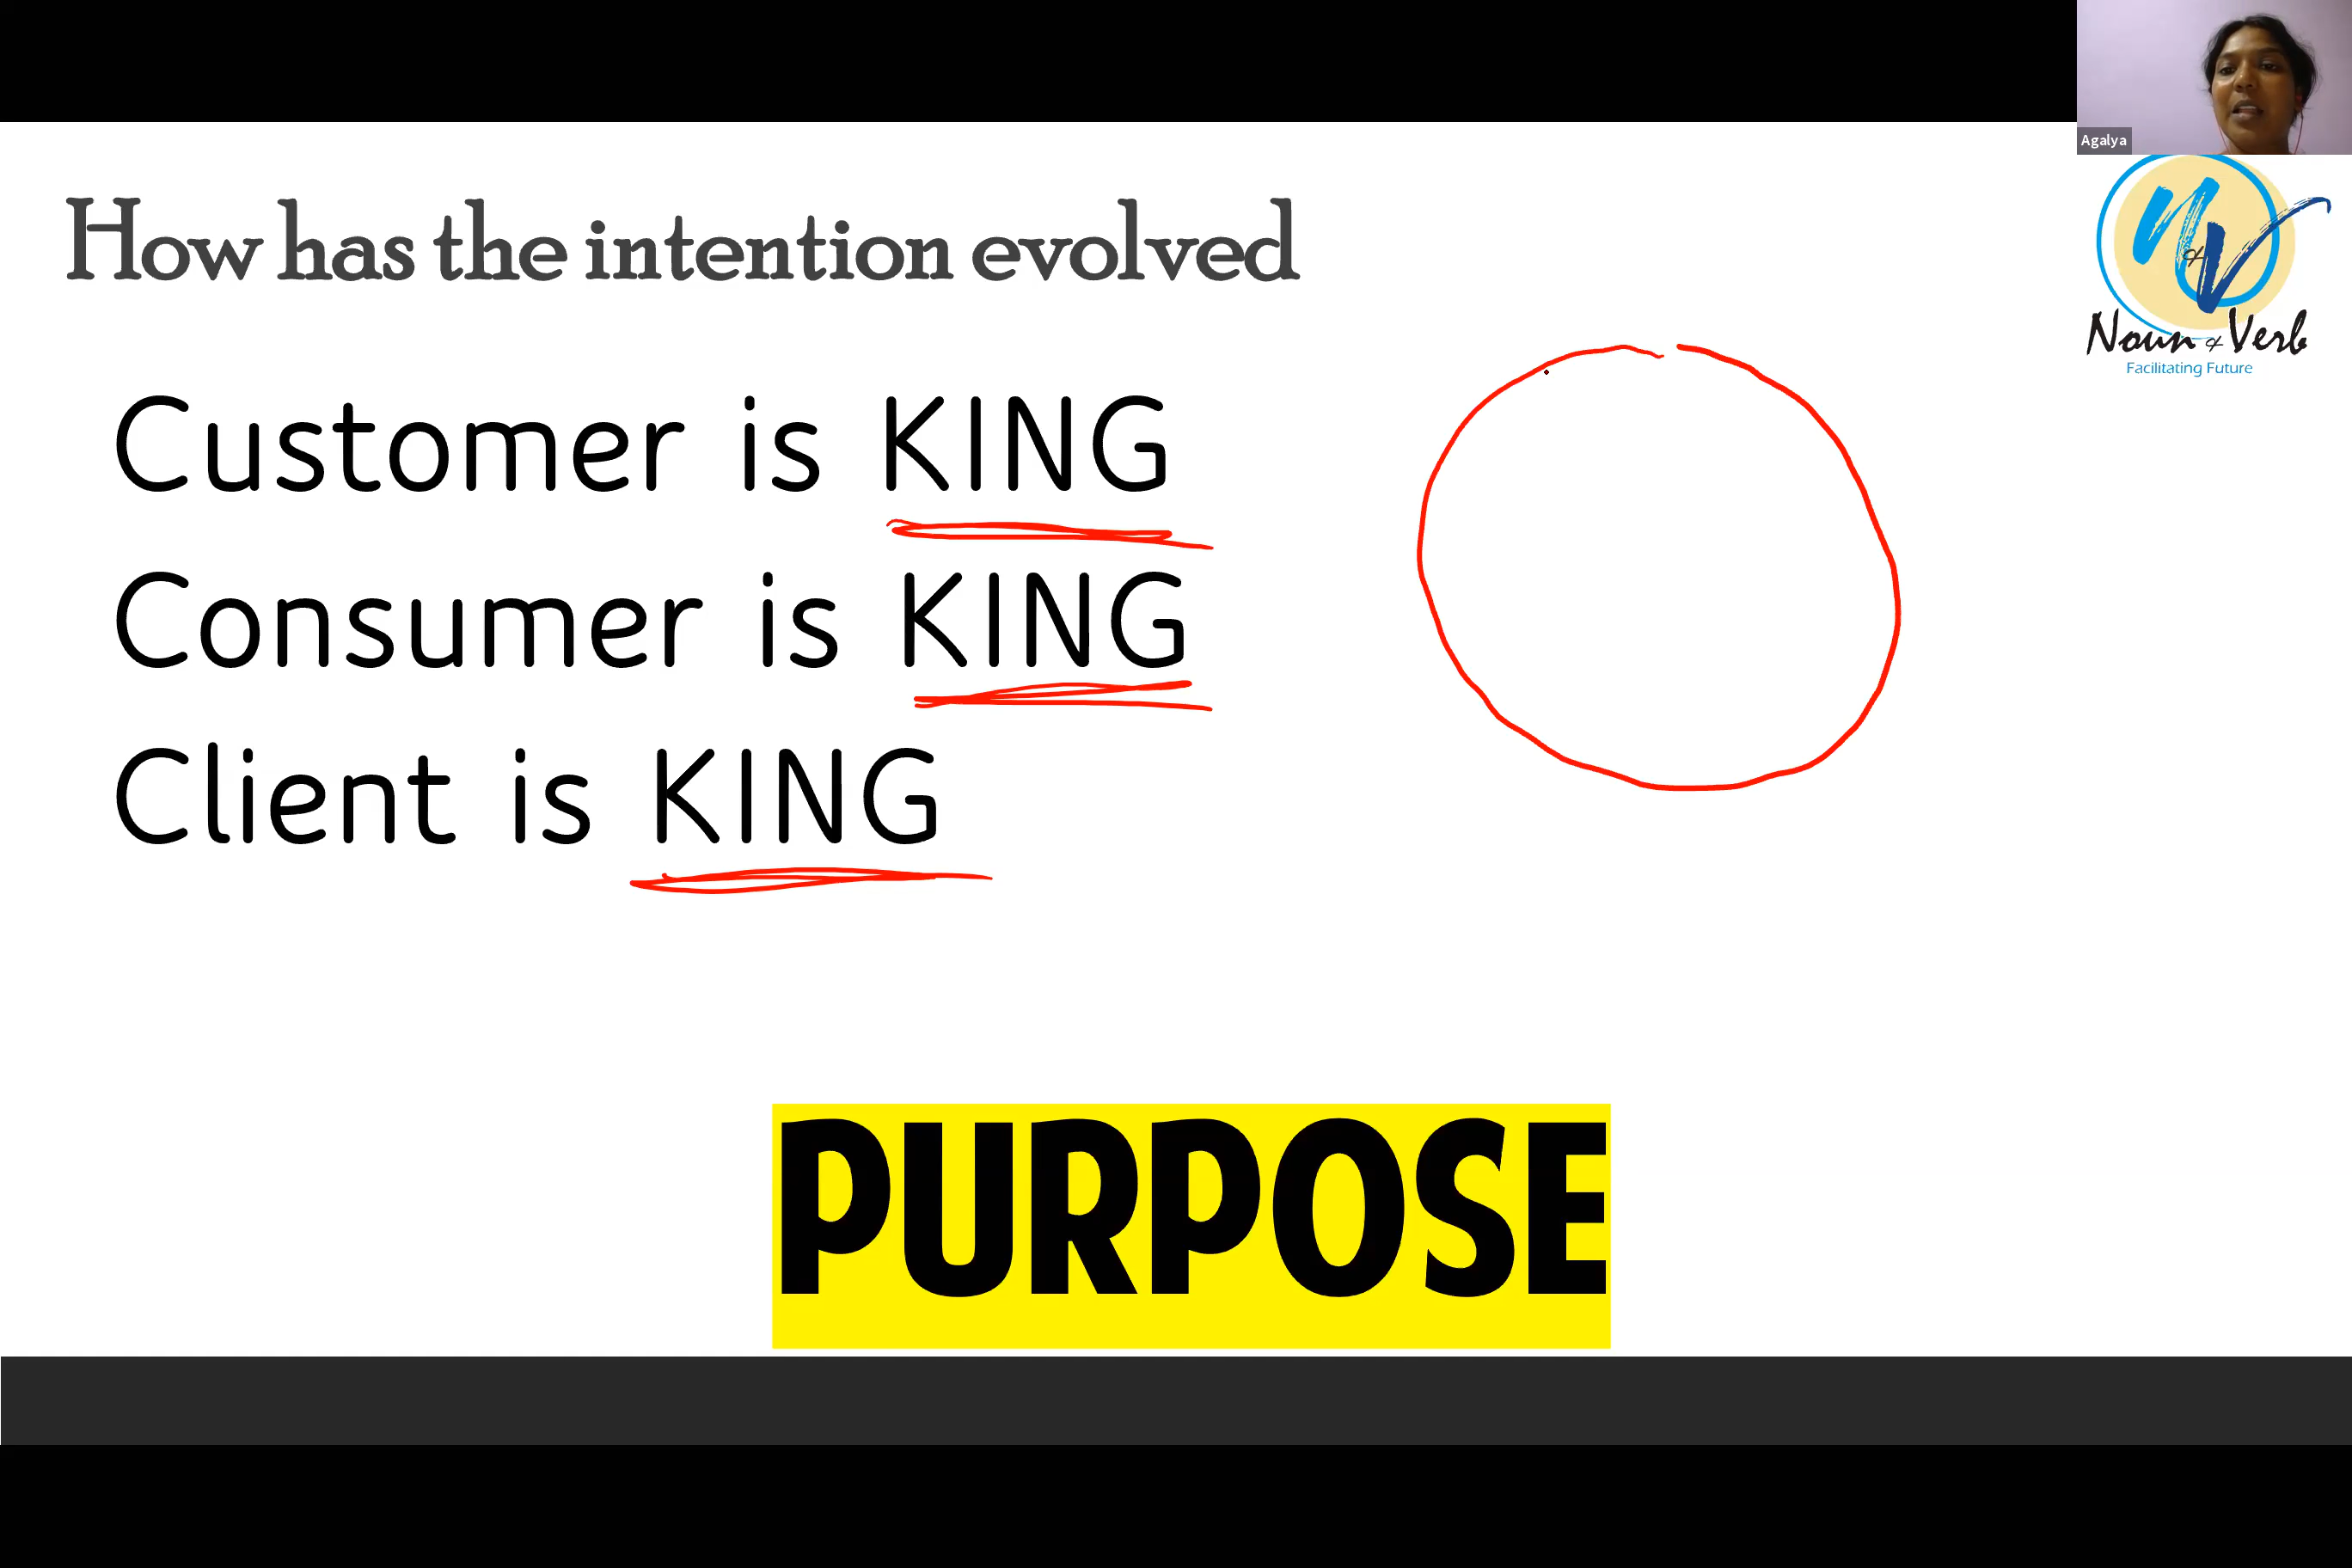 Agalya
How has the intention evolved
N & V
Noun & Verb
Facilitating Future
Customer is KING
Consumer is KING
Client is KING
PURPOSE